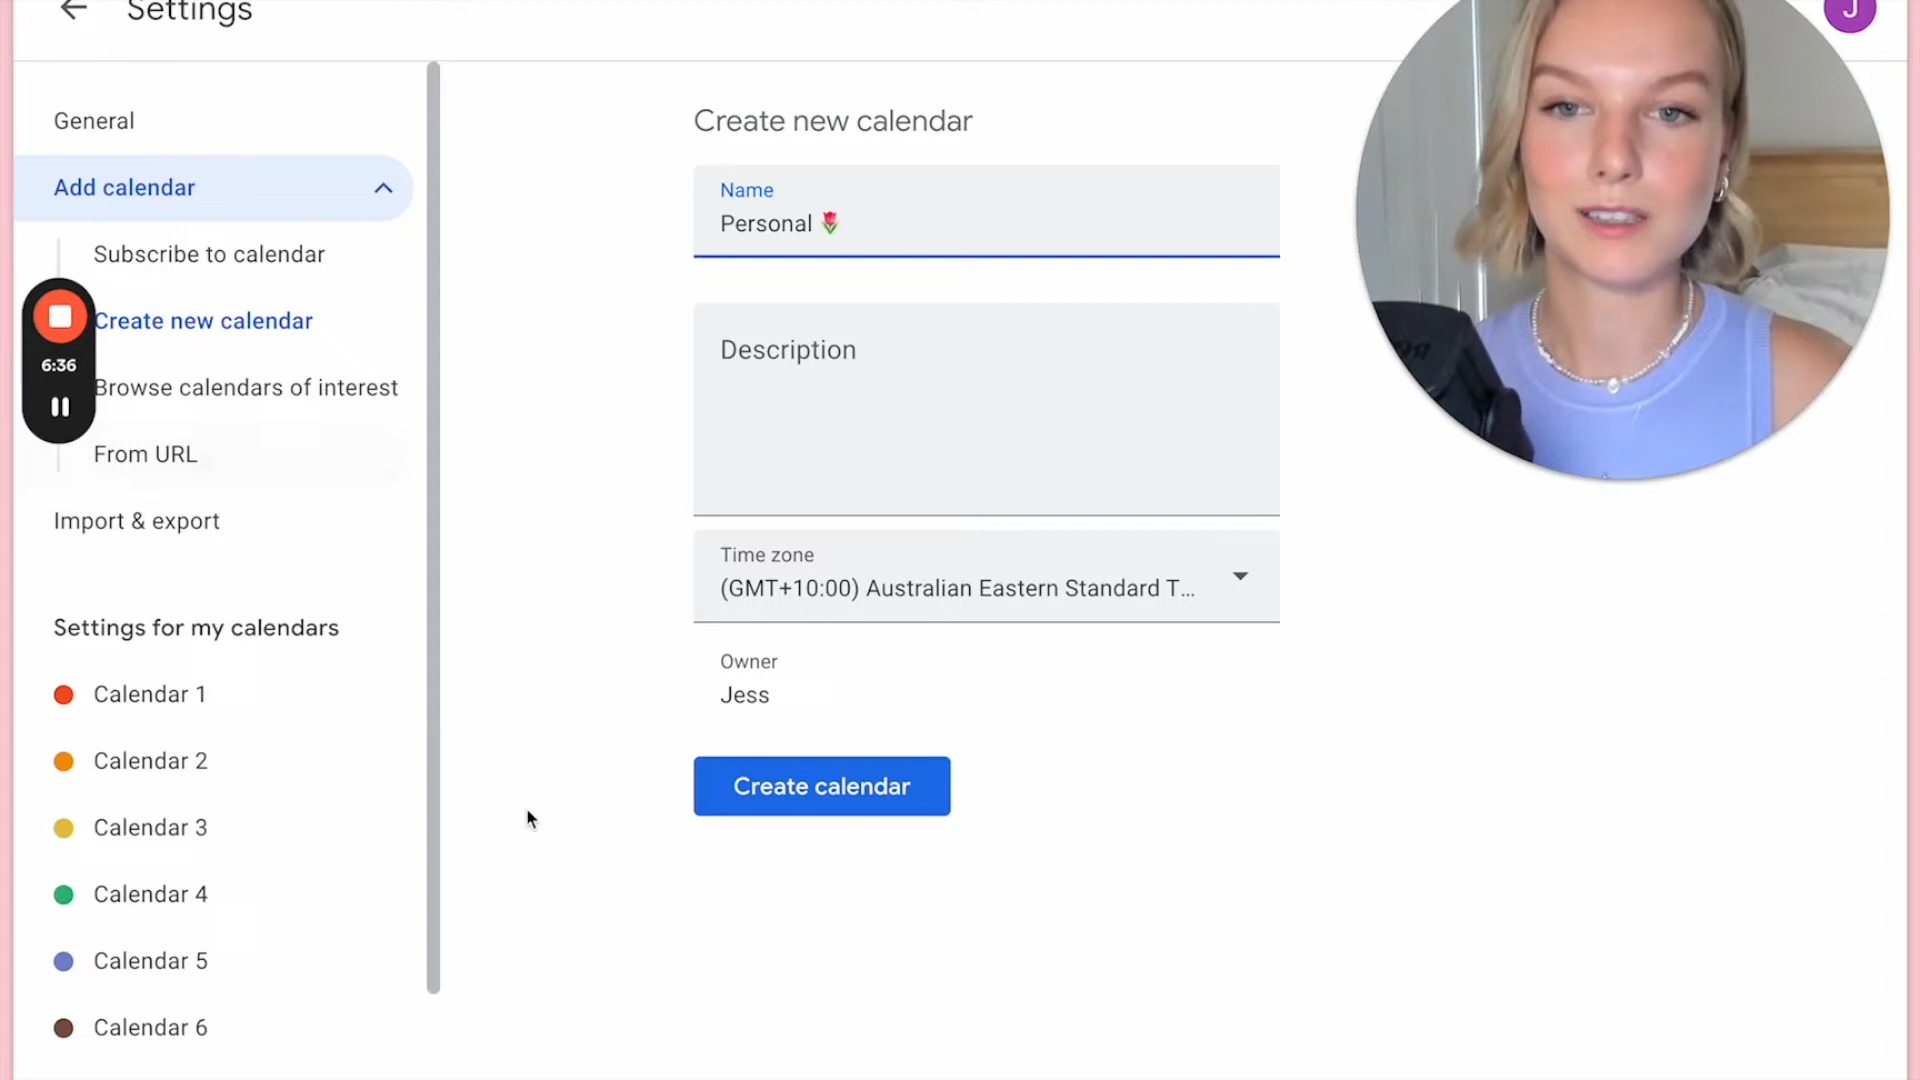 Settings
J
General
Add calendar
Subscribe to calendar
Create new calendar
Browse calendars of interest
From URL
Import & export
6:36
Settings for my calendars
Calendar 1
Calendar 2
Calendar 3
Calendar 4
Calendar 5
Calendar 6
Create new calendar
Name
Personal 🌷
Description
Time zone
(GMT+10:00) Australian Eastern Standard T...
Owner
Jess
Create calendar